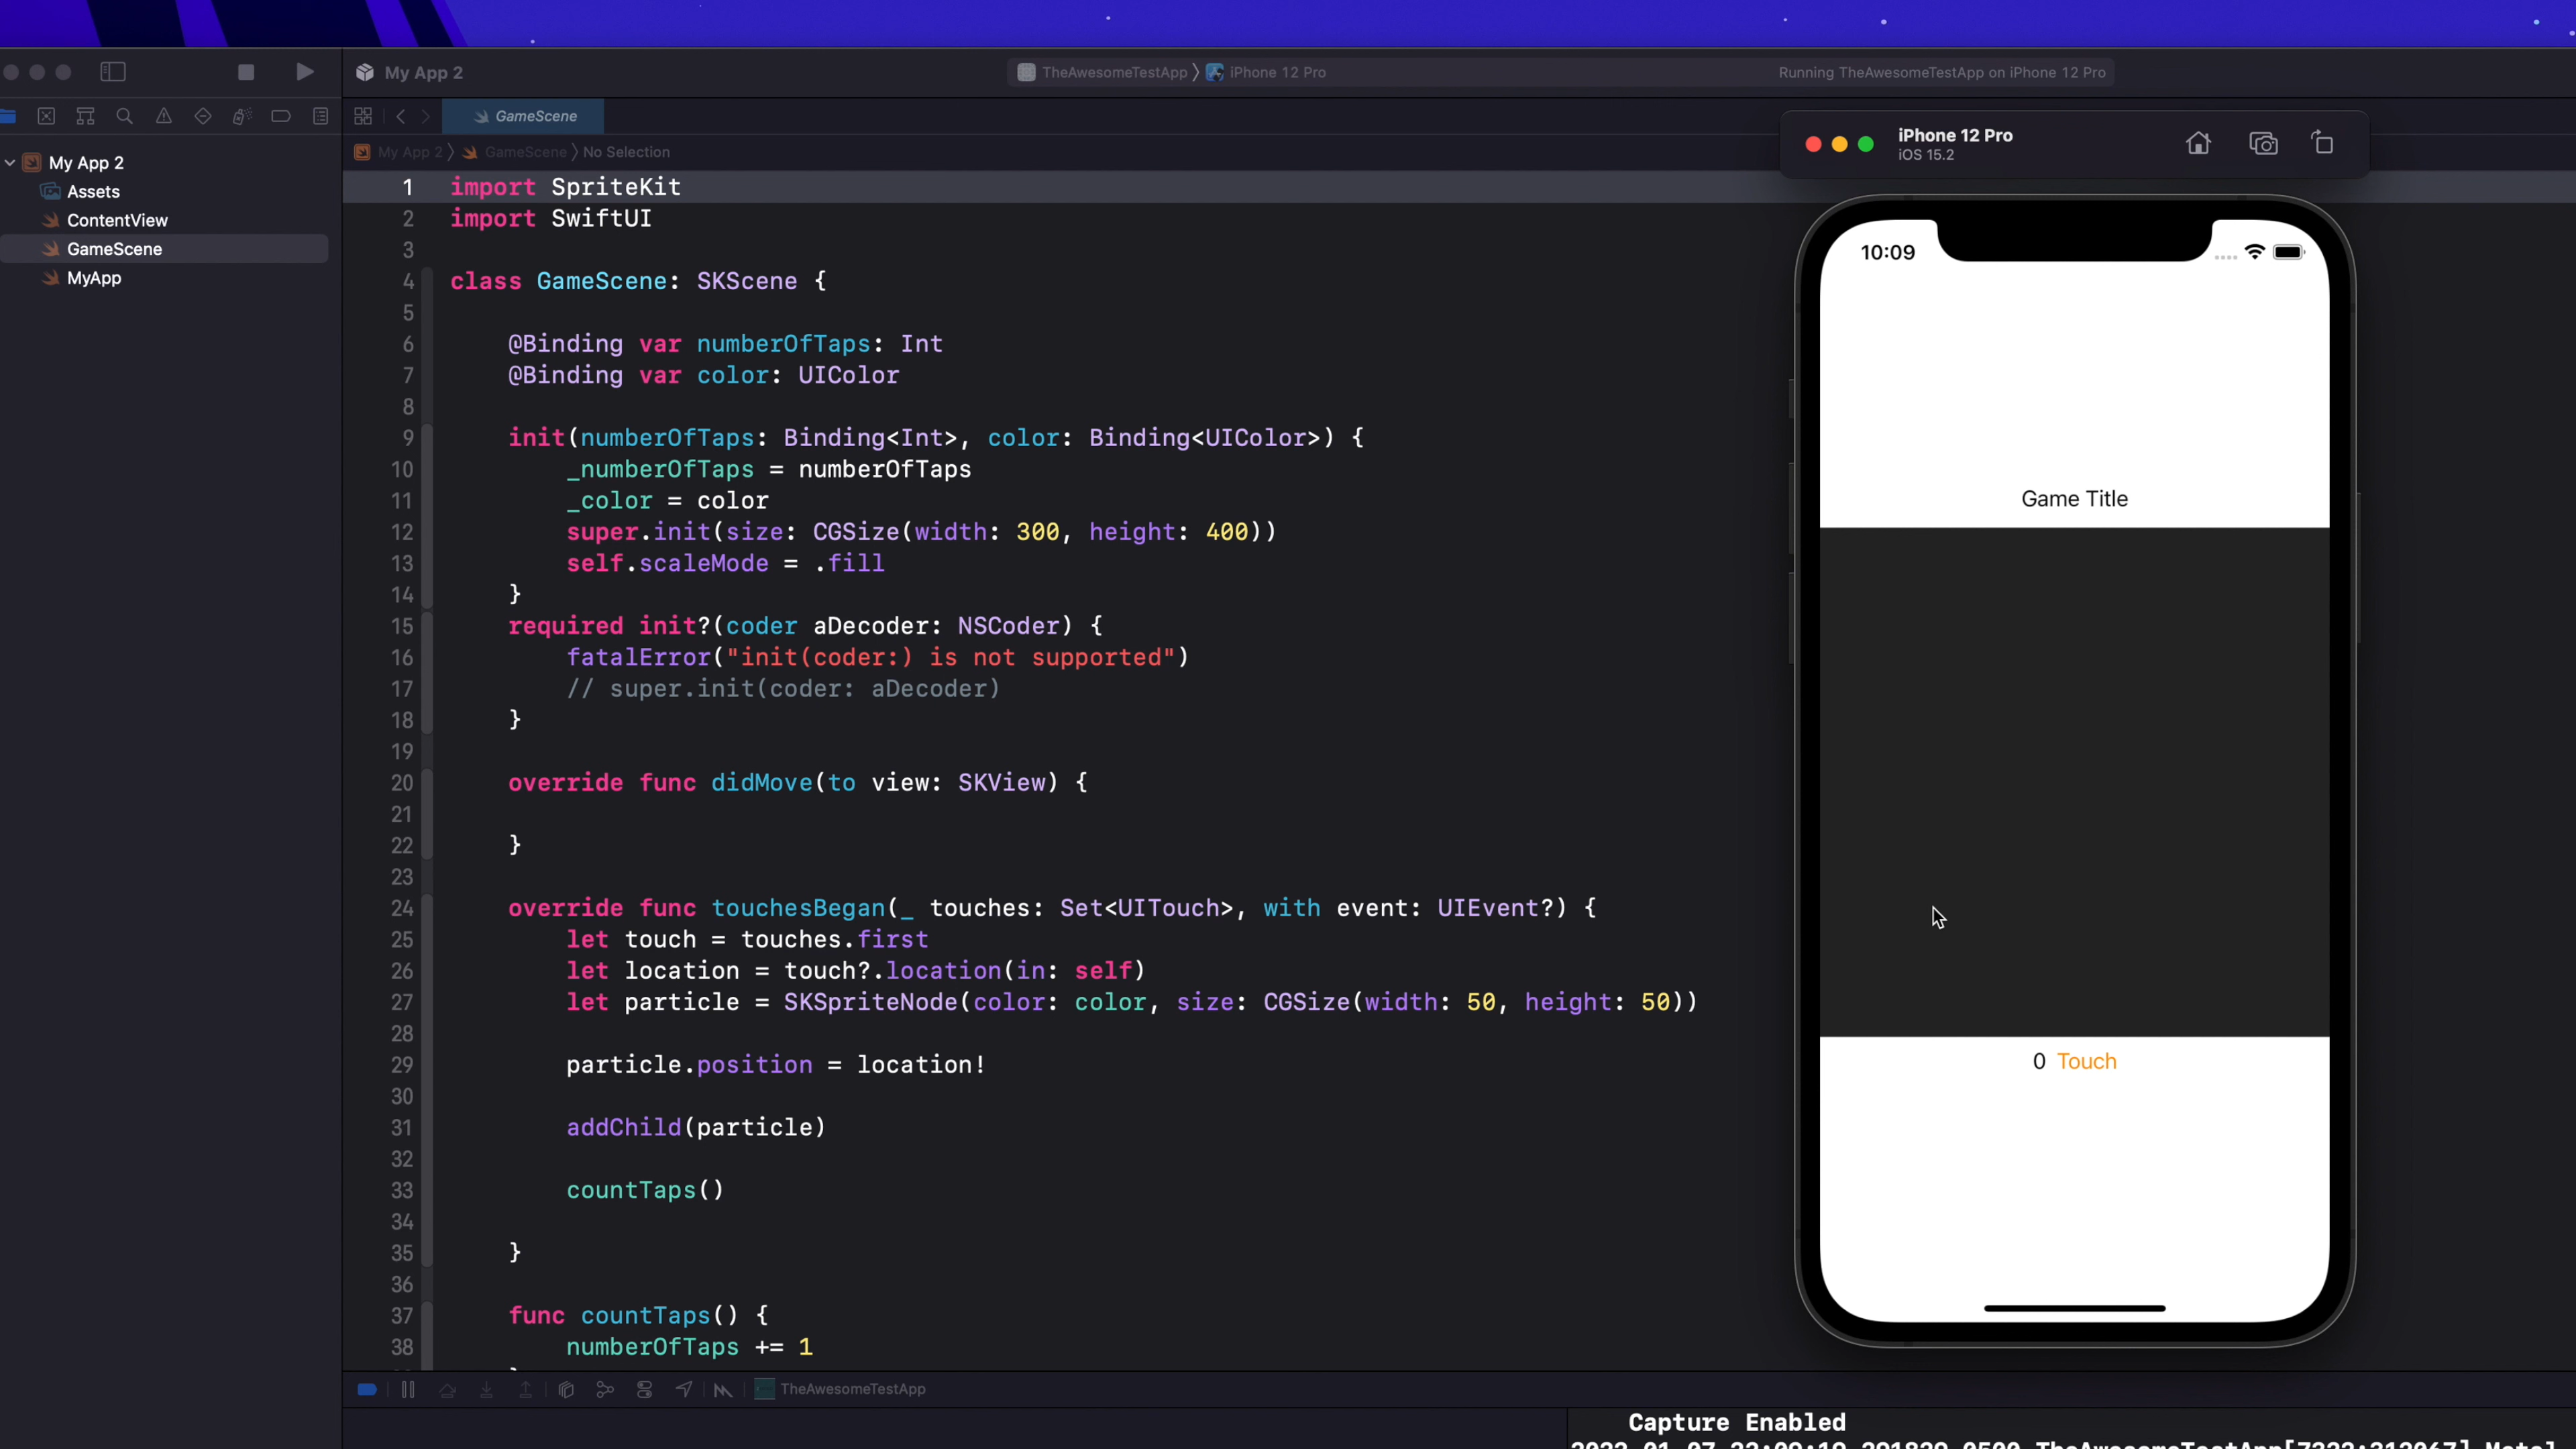 My App 2
TheAwesomeTestApp 〉 iPhone 12 Pro
Running TheAwesomeTestApp on iPhone 12 Pro
GameScene
My App 2 〉 GameScene 〉 No Selection
My App 2
Assets
ContentView
GameScene
MyApp
1 import SpriteKit
2 import SwiftUI
3
4 class GameScene: SKScene {
5
6 @Binding var numberOfTaps: Int
7 @Binding var color: UIColor
8
9 init(numberOfTaps: Binding<Int>, color: Binding<UIColor>) {
10 _numberOfTaps = numberOfTaps
11 _color = color
12 super.init(size: CGSize(width: 300, height: 400))
13 self.scaleMode = .fill
14 }
15 required init?(coder aDecoder: NSCoder) {
16 fatalError("init(coder:) is not supported")
17 // super.init(coder: aDecoder)
18 }
19
20 override func didMove(to view: SKView) {
21
22 }
23
24 override func touchesBegan(_ touches: Set<UITouch>, with event: UIEvent?) {
25 let touch = touches.first
26 let location = touch?.location(in: self)
27 let particle = SKSpriteNode(color: color, size: CGSize(width: 50, height: 50))
28
29 particle.position = location!
30
31 addChild(particle)
32
33 countTaps()
34
35 }
36
37 func countTaps() {
38 numberOfTaps += 1
iPhone 12 Pro
iOS 15.2
10:09
Game Title
0 Touch
TheAwesomeTestApp
Capture Enabled